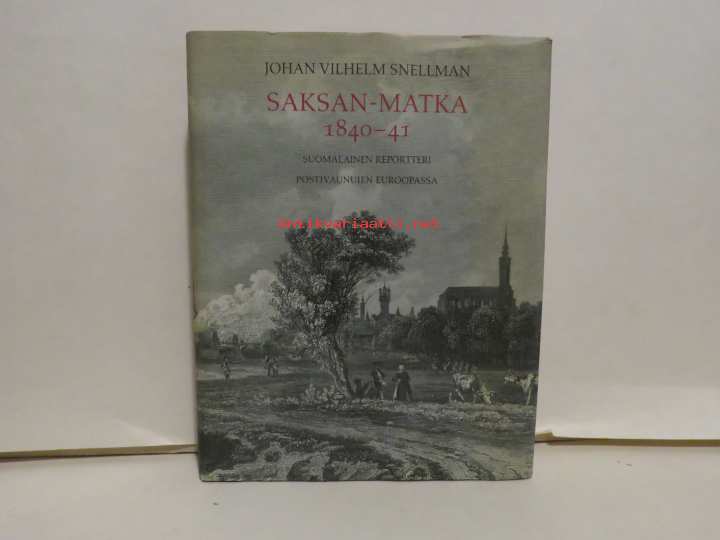 JOHAN VILHELM SNELLMAN
SAKSAN-MATKA
1840–41
SUOMALAINEN REPORTTERI
POSTIVAUNUJEN EUROOPASSA
antikvariaatti.net